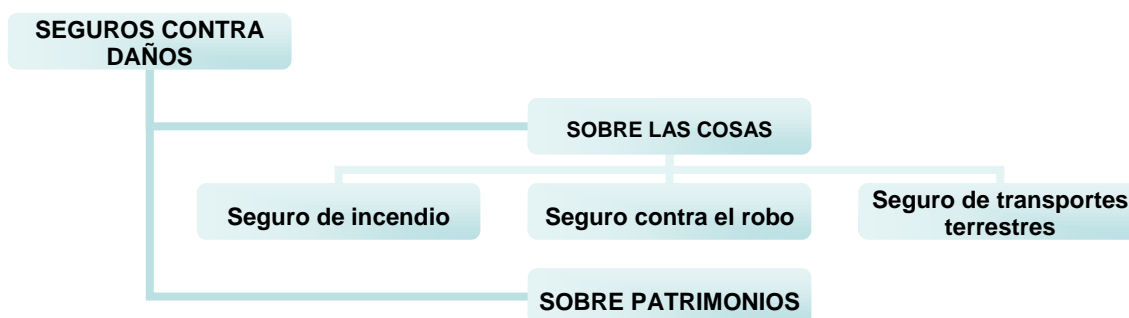 SEGUROS CONTRA
DAÑOS
SOBRE LAS COSAS
Seguro de incendio
Seguro contra el robo
Seguro de transportes
terrestres
SOBRE PATRIMONIOS